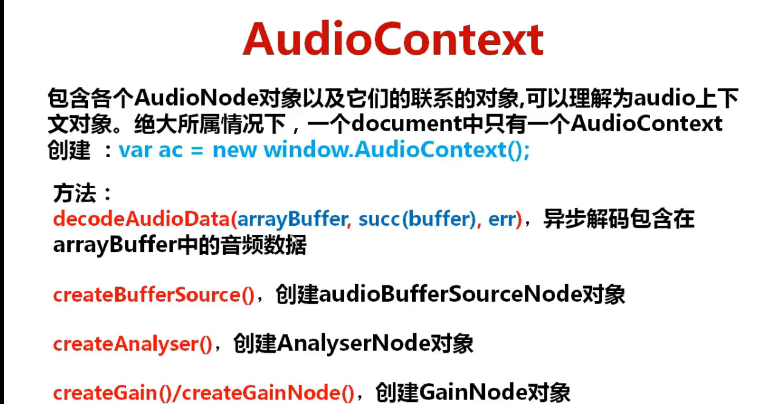 AudioContext
包含各个AudioNode对象以及它们的联系的对象,可以理解为audio上下
文对象。绝大所属情况下，一个document中只有一个AudioContext
创建 ：var ac = new window.AudioContext();
方法：
decodeAudioData(arrayBuffer, succ(buffer), err)，异步解码包含在
arrayBuffer中的音频数据
createBufferSource()，创建audioBufferSourceNode对象
createAnalyser()，创建AnalyserNode对象
createGain()/createGainNode()，创建GainNode对象